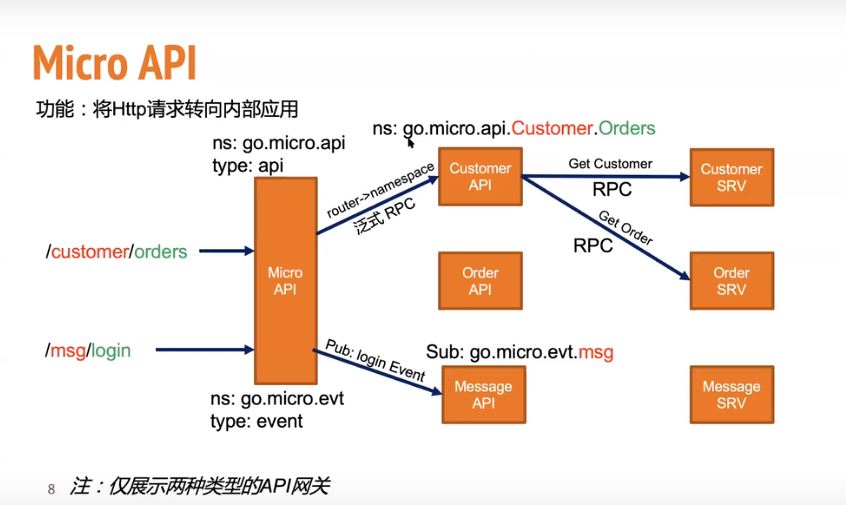 Micro API
功能：将Http请求转向内部应用
ns: go.micro.api.Customer.Orders
ns: go.micro.api
type: api
router->namespace
泛式 RPC
Customer
API
Get Customer
RPC
Customer
SRV
Get Order
RPC
/customer/orders
Micro
API
Order
API
Order
SRV
/msg/login
Pub: login Event
Sub: go.micro.evt.msg
Message
API
Message
SRV
ns: go.micro.evt
type: event
8 注：仅展示两种类型的API网关